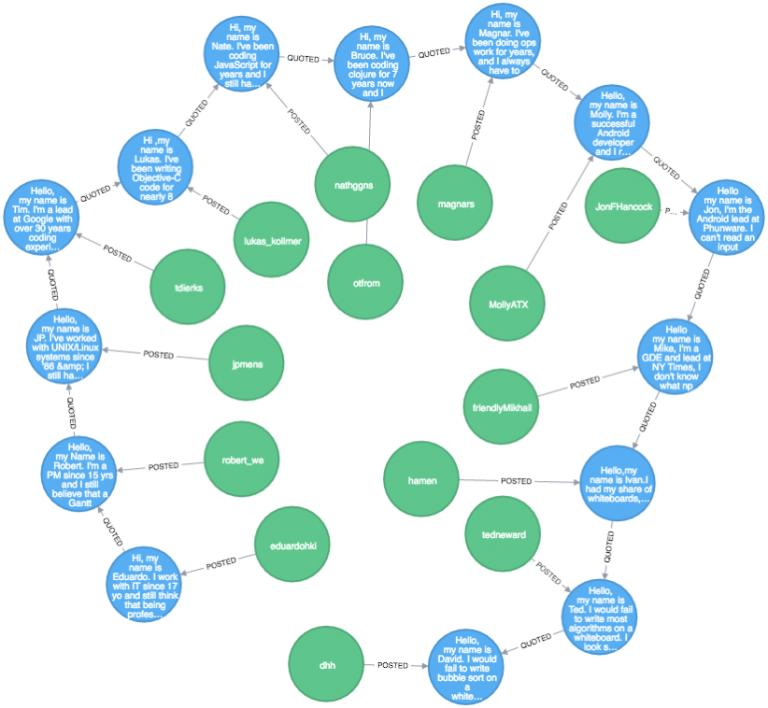 Hi, my
name is
Nate. I've been
coding
JavaScript for
years and I
still ha...
QUOTED
Hi, my
name is
Bruce. I've
been coding
clojure for 7
years now
and I
QUOTED
Hi, my
name is
Magnar. I've
been doing ops
work for years,
and I always
have to
QUOTED
Hello,
my name is
Molly. I'm a
successful
Android
developer
and I r...
QUOTED
Hello,
my name is
Jon, I'm the
Android lead at
Phunware. I
can't read an
input
QUOTED
Hello
my name is
Mike, I'm a
GDE and lead at
NY Times, I
don't know
what np
QUOTED
Hello,my
name is Ivan.I
had my share of
whiteboards,...
QUOTED
Hello,
my name is
Ted. I would fail
to write most
algorithms on a
whiteboard. I
look s...
QUOTED
Hello,
my name is
David. I would
fail to write
bubble sort on
a
white...
QUOTED
Hi ,my
name is
Lukas. I've
been writing
Objective-C
code for
nearly 8
QUOTED
Hello,
my name is
Tim. I'm a lead
at Google with
over 30 years
coding
experi...
QUOTED
Hello,
my name is
JP. I've worked
with UNIX/Linux
systems since
'86 &amp; I
still ha...
QUOTED
Hello,
my Name is
Robert. I'm a
PM since 15 yrs
and I still
believe that a
Gantt
QUOTED
Hi, my
name is
Eduardo. I work
with IT since 17
yo and still think
that being
profes...
POSTED
nathggns
POSTED
magnars
JonFHancock
P...
lukas_kollmer
POSTED
otfrom
POSTED
MollyATX
tdierks
POSTED
jpmens
POSTED
friendlyMikhail
POSTED
robert_we
POSTED
hamen
POSTED
tedneward
POSTED
eduardohki
POSTED
dhh
POSTED